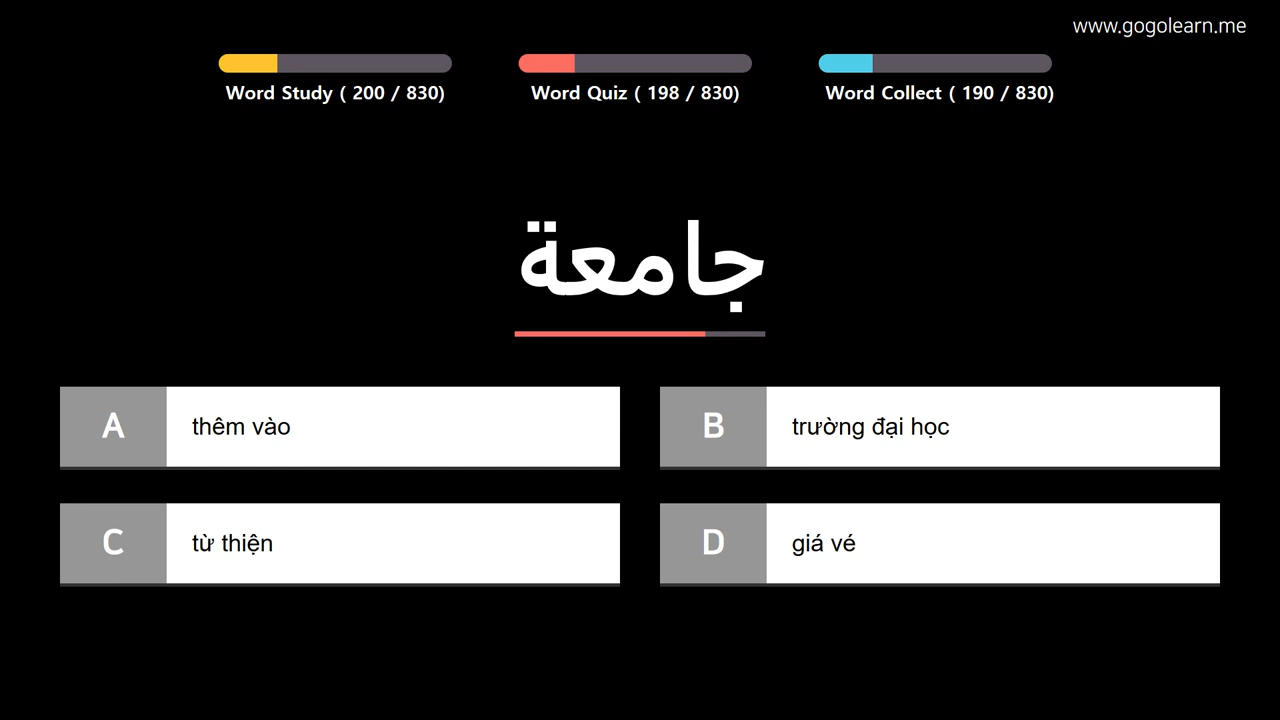 www.gogolearn.me
Word Study ( 200 / 830)
Word Quiz ( 198 / 830)
Word Collect ( 190 / 830)
جامعة
A thêm vào
B trường đại học
C từ thiện
D giá vé